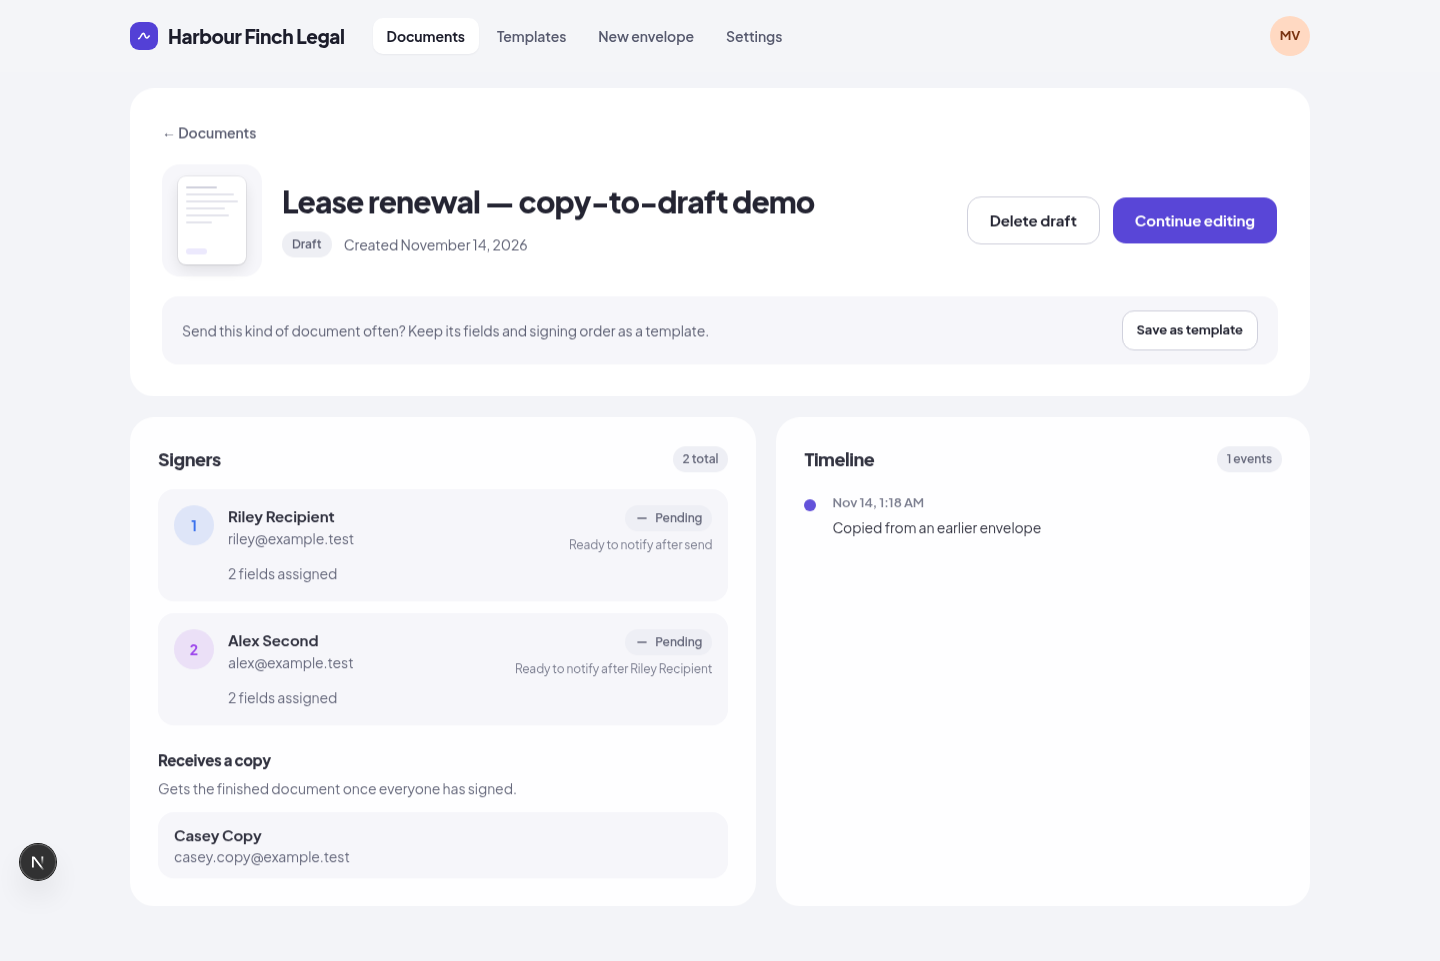 Harbour Finch Legal
Documents
Templates
New envelope
Settings
MV
← Documents
Lease renewal — copy-to-draft demo
Draft
Created November 14, 2026
Delete draft
Continue editing
Send this kind of document often? Keep its fields and signing order as a template.
Save as template
Signers
2 total
1
Riley Recipient
— Pending
riley@example.test
Ready to notify after send
2 fields assigned
2
Alex Second
— Pending
alex@example.test
Ready to notify after Riley Recipient
2 fields assigned
Receives a copy
Gets the finished document once everyone has signed.
Casey Copy
casey.copy@example.test
Timeline
1 events
Nov 14, 1:18 AM
Copied from an earlier envelope
N